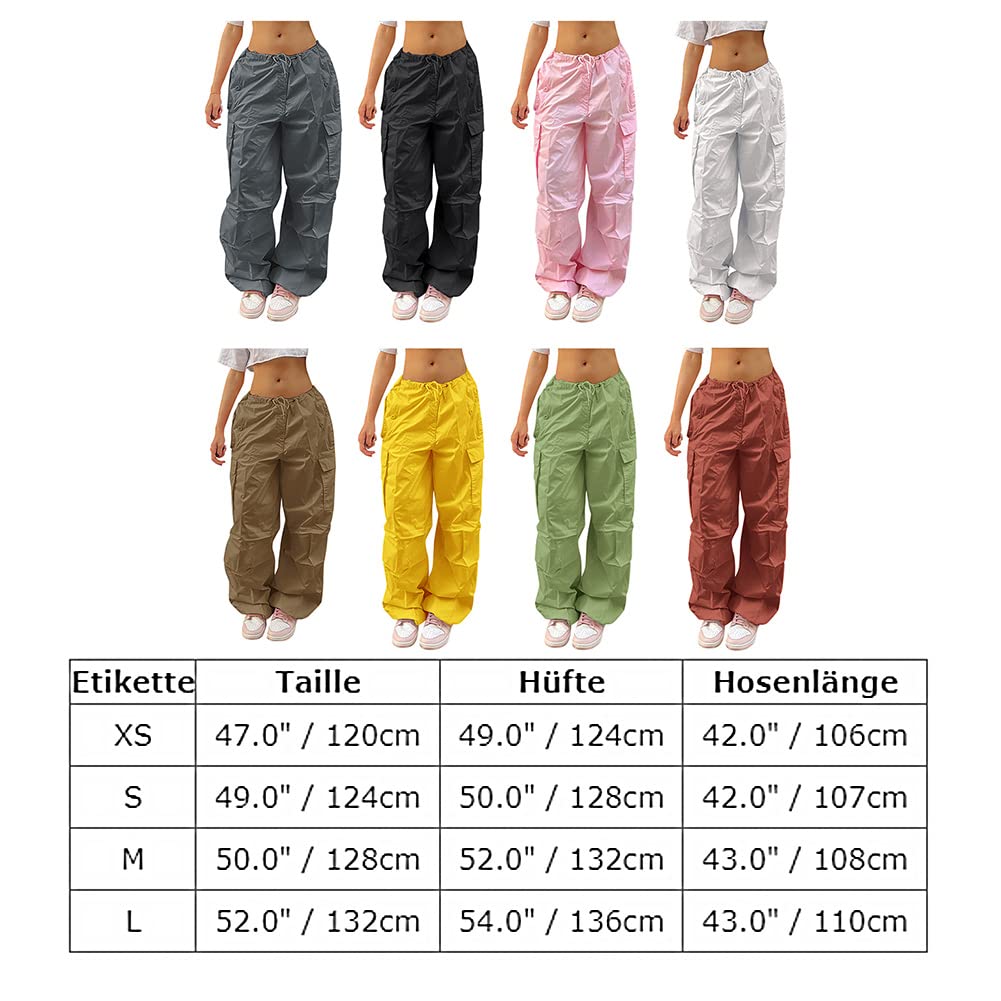 Etikette Taille Hüfte Hosenlänge
XS 47.0" / 120cm 49.0" / 124cm 42.0" / 106cm
S 49.0" / 124cm 50.0" / 128cm 42.0" / 107cm
M 50.0" / 128cm 52.0" / 132cm 43.0" / 108cm
L 52.0" / 132cm 54.0" / 136cm 43.0" / 110cm